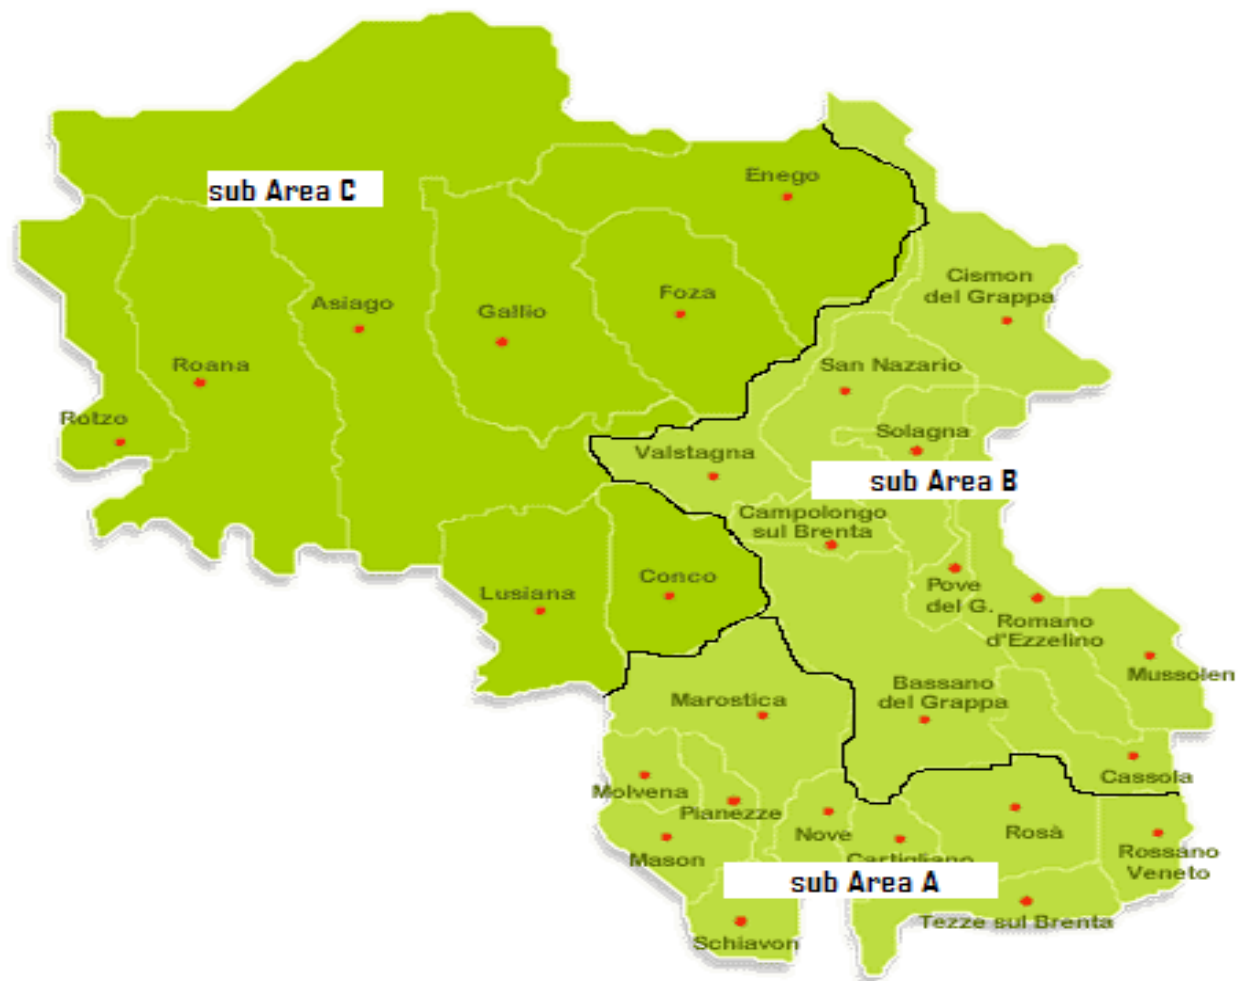 Enego
sub Area C
Cismon
del Grappa
Foza
Asiago
Gallio
Roana
San Nazario
Rotzo
Solagna
Valstagna
sub Area B
Campolongo
sul Brenta
Conco
Lusiana
Pove
del G.
Romano
d'Ezzelino
Mussolen
Bassano
del Grappa
Marostica
Cassola
Molvena
Pianezze
Nove
Rosà
Mason
Rossano
Veneto
Cartigliano
sub Area A
Tezze sul Brenta
Schiavon